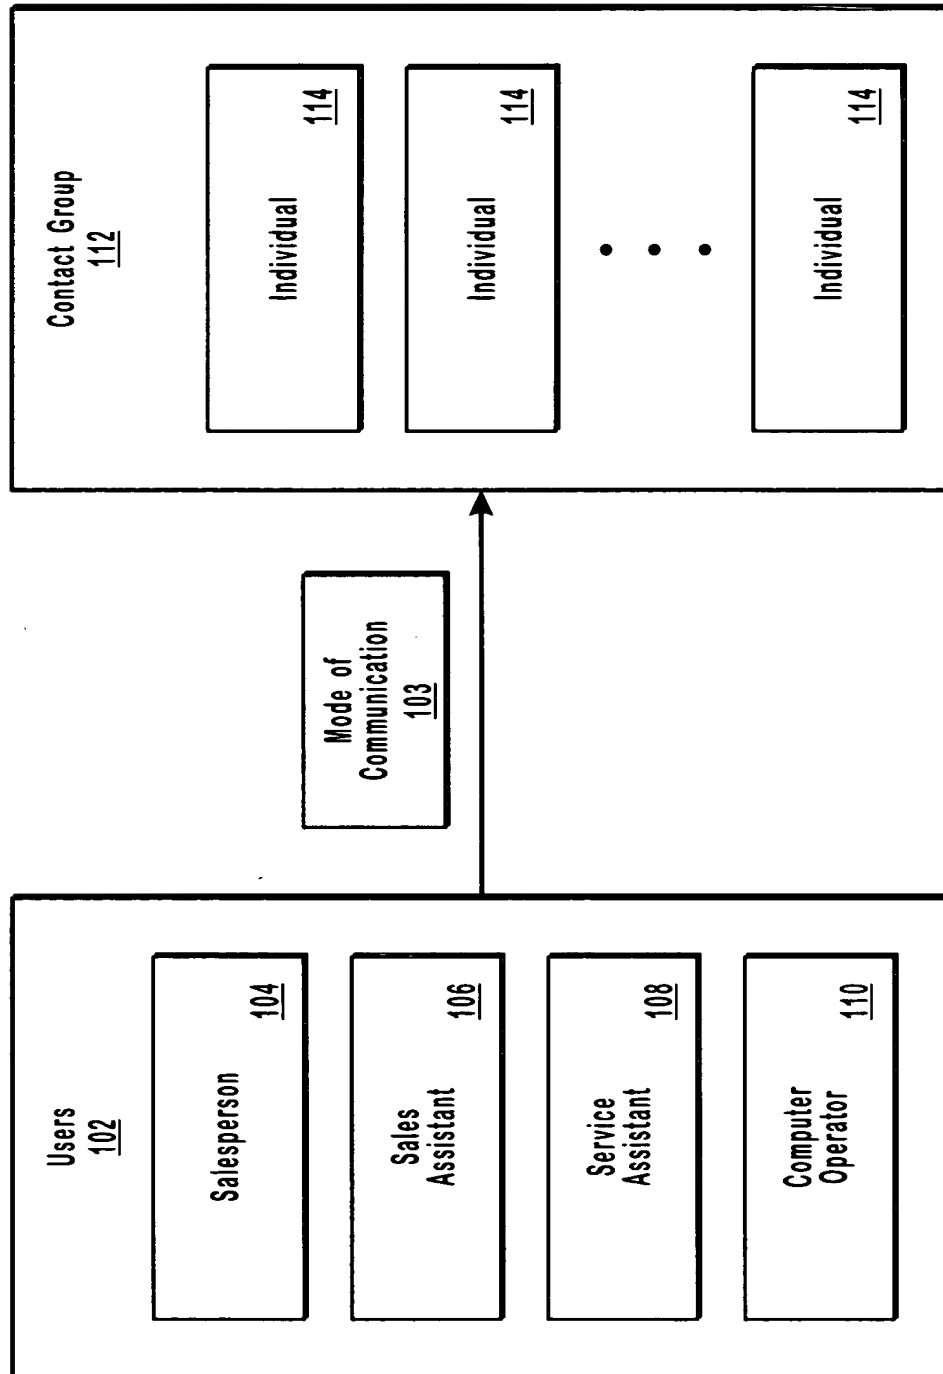 Users
102
Salesperson
104
Sales
Assistant
106
Service
Assistant
108
Computer
Operator
110
Mode of
Communication
103
Contact Group
112
Individual
114
Individual
114
Individual
114